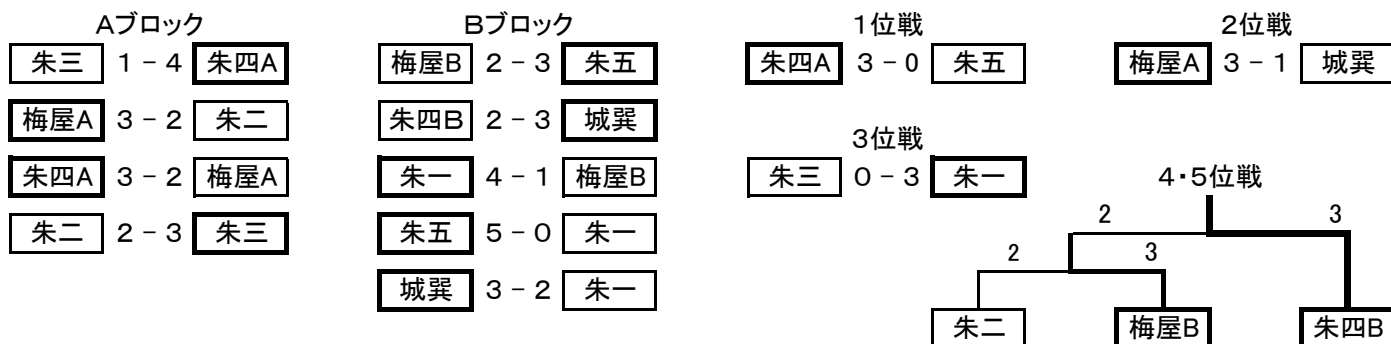 Aブロック
朱三 1 - 4 朱四A
梅屋A 3 - 2 朱二
朱四A 3 - 2 梅屋A
朱二 2 - 3 朱三
Bブロック
梅屋B 2 - 3 朱五
朱四B 2 - 3 城巽
朱一 4 - 1 梅屋B
朱五 5 - 0 朱一
城巽 3 - 2 朱一
1位戦
朱四A 3 - 0 朱五
2位戦
梅屋A 3 - 1 城巽
3位戦
朱三 0 - 3 朱一
4・5位戦
2 3
2 3
朱二 梅屋B 朱四B